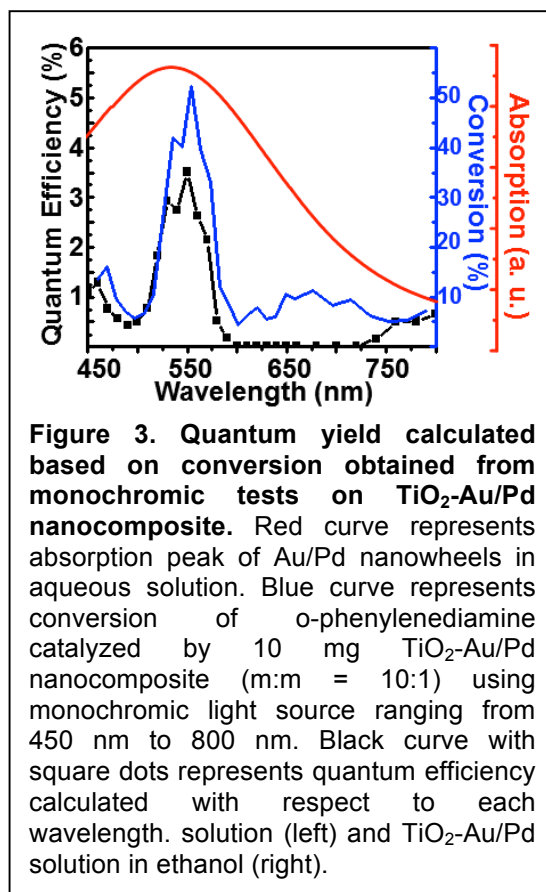 6
5
4
3
2
1
Quantum Efficiency (%)
50
40
30
20
10
Conversion
(%)
Absorption (a. u.)
450 550 650 750
Wavelength (nm)
Figure 3. Quantum yield calculated
based on conversion obtained from
monochromic tests on TiO₂-Au/Pd
nanocomposite. Red curve represents
absorption peak of Au/Pd nanowheels in
aqueous solution. Blue curve represents
conversion of o-phenylenediamine
catalyzed by 10 mg TiO₂-Au/Pd
nanocomposite (m:m = 10:1) using
monochromic light source ranging from
450 nm to 800 nm. Black curve with
square dots represents quantum efficiency
calculated with respect to each
wavelength. solution (left) and TiO₂-Au/Pd
solution in ethanol (right).